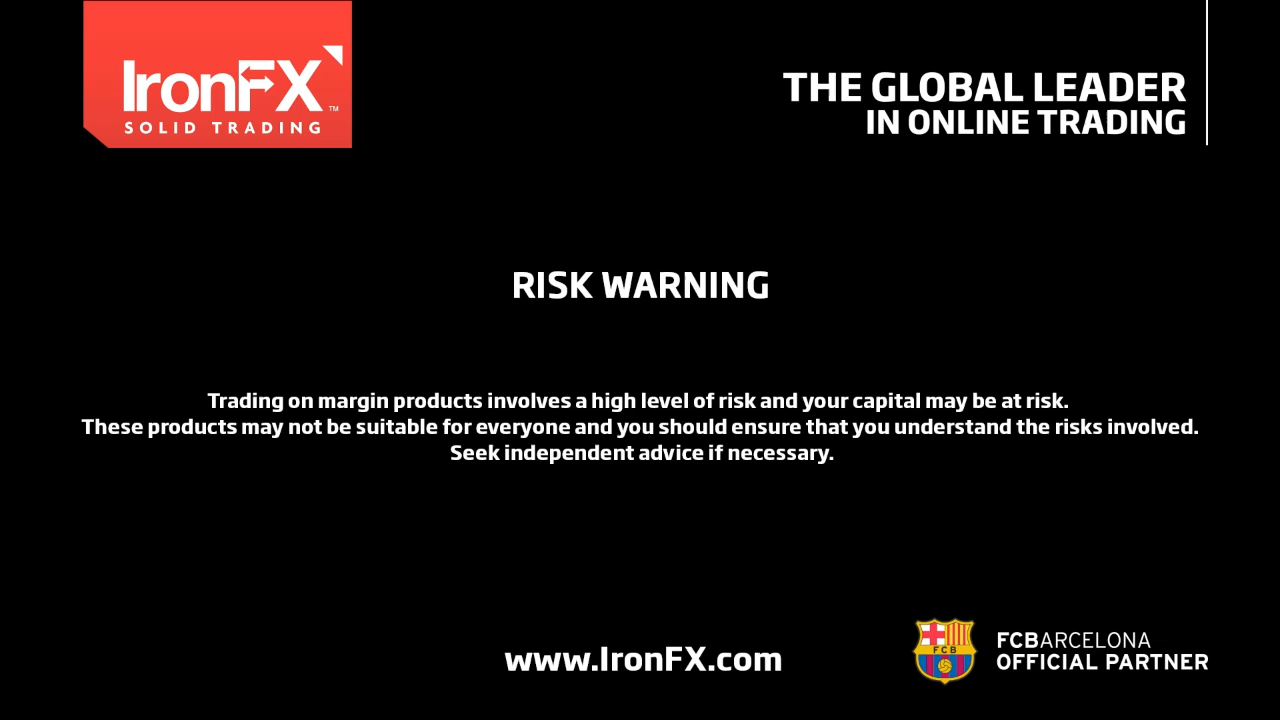 IronFX™
SOLID TRADING
THE GLOBAL LEADER
IN ONLINE TRADING
RISK WARNING
Trading on margin products involves a high level of risk and your capital may be at risk.
These products may not be suitable for everyone and you should ensure that you understand the risks involved.
Seek independent advice if necessary.
www.IronFX.com
FCB
FCBARCELONA
OFFICIAL PARTNER